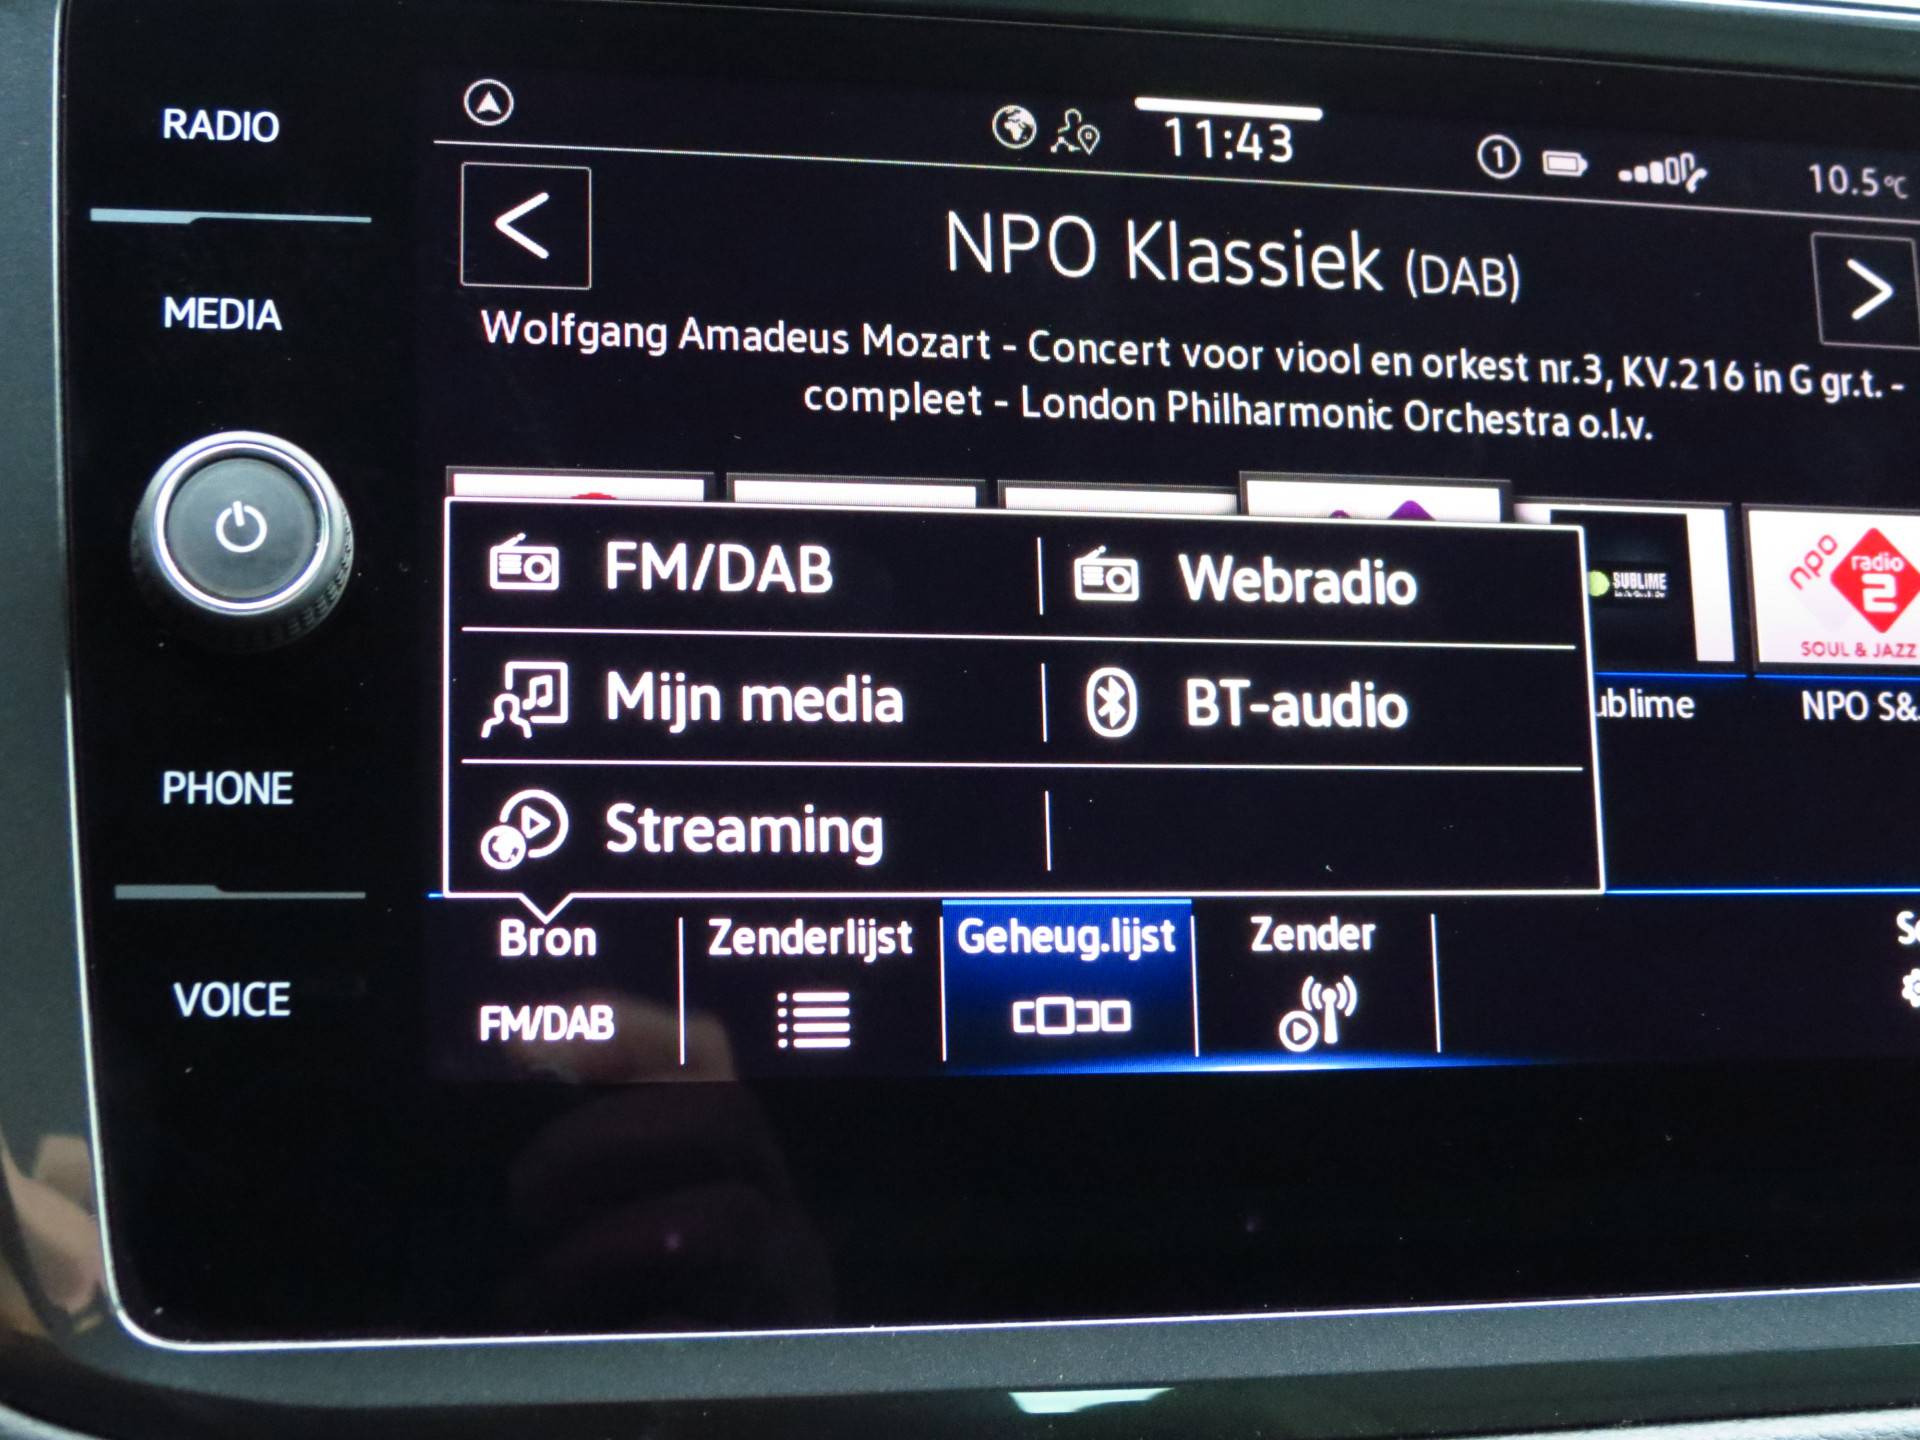 RADIO
MEDIA
PHONE
VOICE
11:43
1
10.5°C
NPO Klassiek (DAB)
Wolfgang Amadeus Mozart - Concert voor viool en orkest nr.3, KV.216 in G gr.t. -
compleet - London Philharmonic Orchestra o.l.v.
FM/DAB
Webradio
Mijn media
BT-audio
Streaming
SUBLIME
ublime
npo
radio
2
SOUL & JAZZ
NPO S&
Bron
FM/DAB
Zenderlijst
Geheug.lijst
Zender